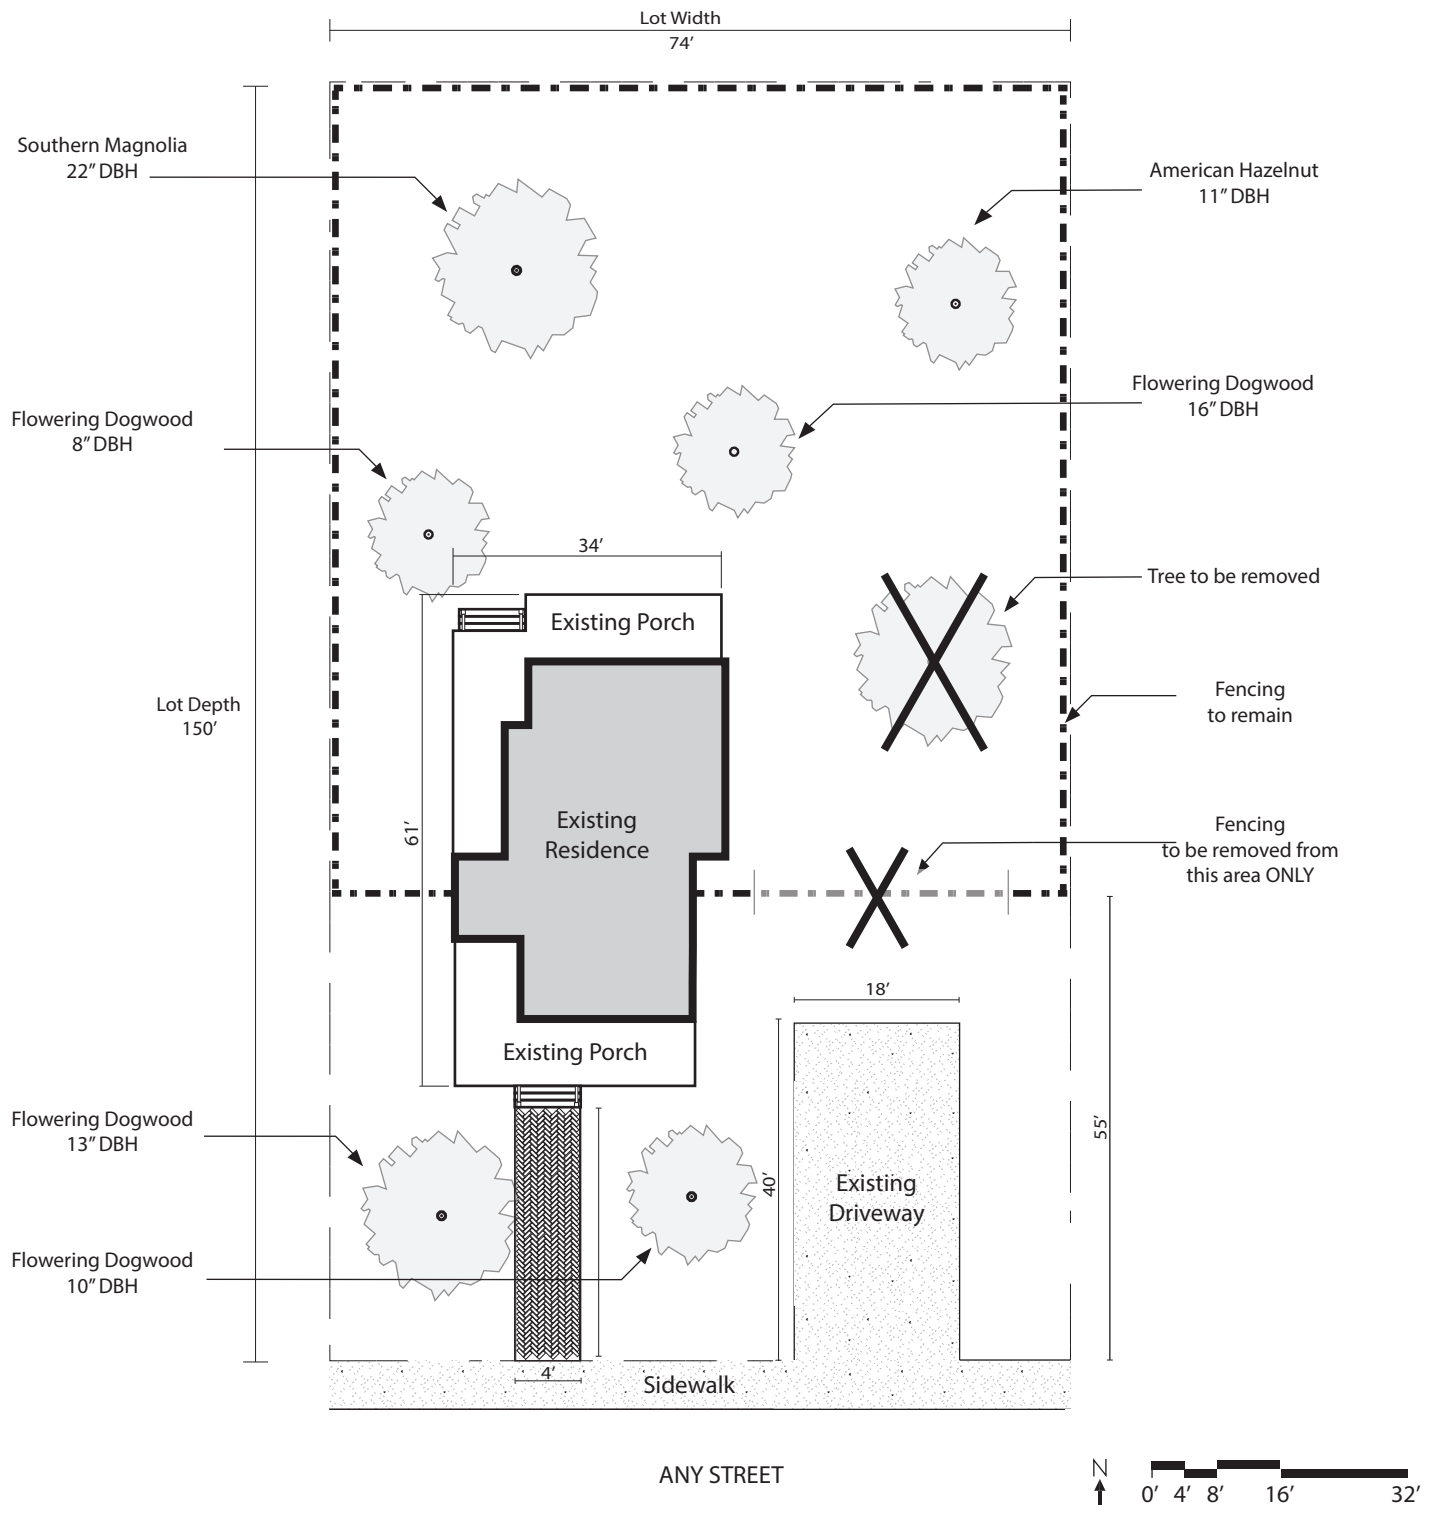 Lot Width
74’
Southern Magnolia
22” DBH
American Hazelnut
11” DBH
Flowering Dogwood
16” DBH
Flowering Dogwood
8” DBH
34’
Existing Porch
Tree to be removed
Fencing
to remain
Lot Depth
150’
61’
Existing
Residence
Fencing
to be removed from
this area ONLY
18’
Existing Porch
Flowering Dogwood
13” DBH
40’
55’
Existing
Driveway
Flowering Dogwood
10” DBH
4’
Sidewalk
ANY STREET
N
0’ 4’ 8’ 16’ 32’